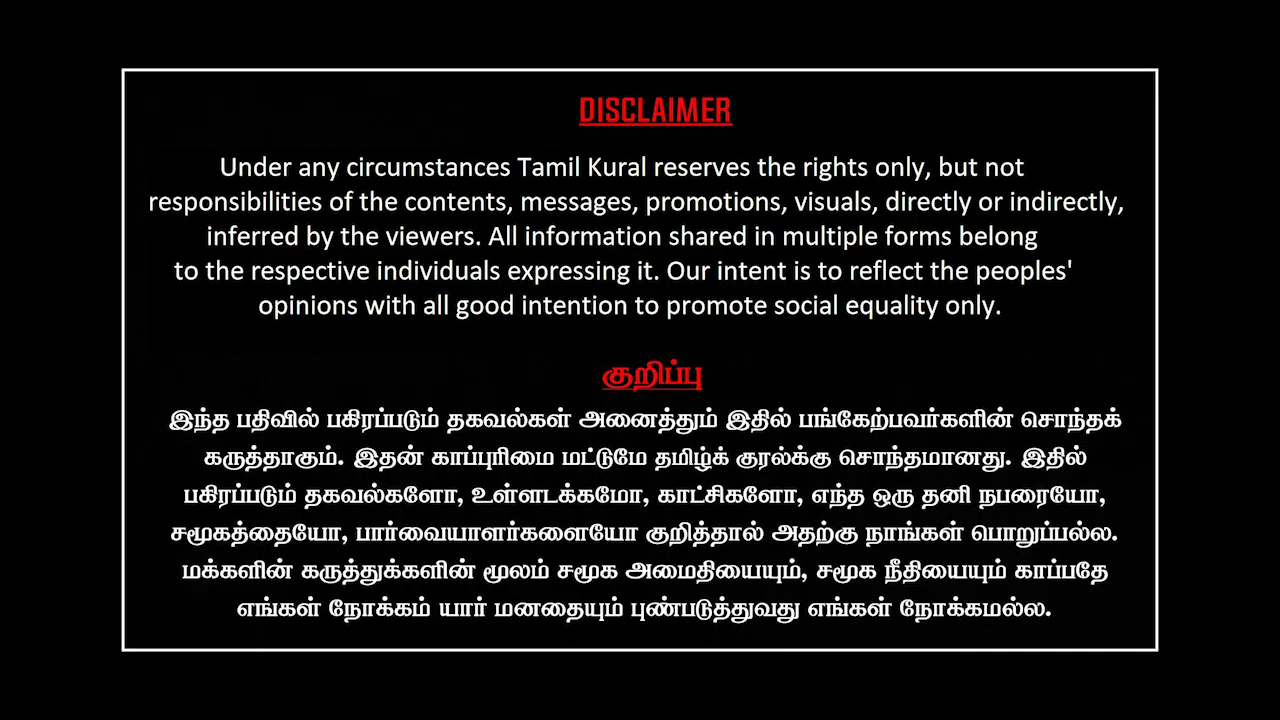 DISCLAIMER
Under any circumstances Tamil Kural reserves the rights only, but not
responsibilities of the contents, messages, promotions, visuals, directly or indirectly,
inferred by the viewers. All information shared in multiple forms belong
to the respective individuals expressing it. Our intent is to reflect the peoples'
opinions with all good intention to promote social equality only.
குறிப்பு
இந்த பதிவில் பகிரப்படும் தகவல்கள் அனைத்தும் இதில் பங்கேற்பவர்களின் சொந்தக்
கருத்தாகும். இதன் காப்புரிமை மட்டுமே தமிழ்க் குரல்க்கு சொந்தமானது. இதில்
பகிரப்படும் தகவல்களோ, உள்ளடக்கமோ, காட்சிகளோ, எந்த ஒரு தனி நபரையோ,
சமூகத்தையோ, பார்வையாளர்களையோ குறித்தால் அதற்கு நாங்கள் பொறுப்பல்ல.
மக்களின் கருத்துக்களின் மூலம் சமூக அமைதியையும், சமூக நீதியையும் காப்பதே
எங்கள் நோக்கம் யார் மனதையும் புண்படுத்துவது எங்கள் நோக்கமல்ல.